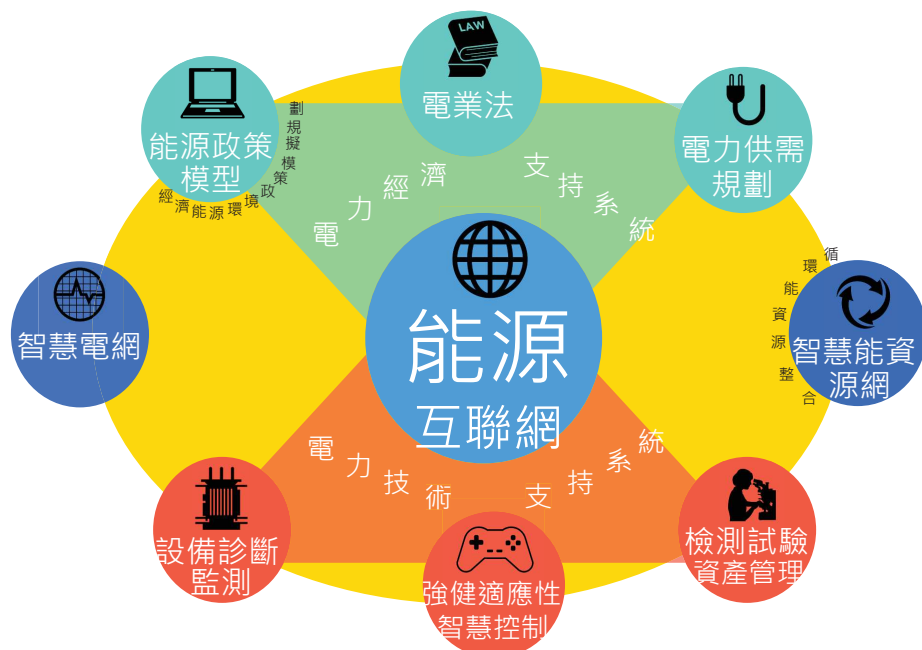 LAW
電業法
能源政策
模型
經濟能源環境政策模擬規劃
電力供需
規劃
電力經濟
支持系統
智慧電網
能源
互聯網
循環能資源整合
智慧能資
源網
電力技術
支持系統
設備診斷
監測
強健適應性
智慧控制
檢測試驗
資產管理